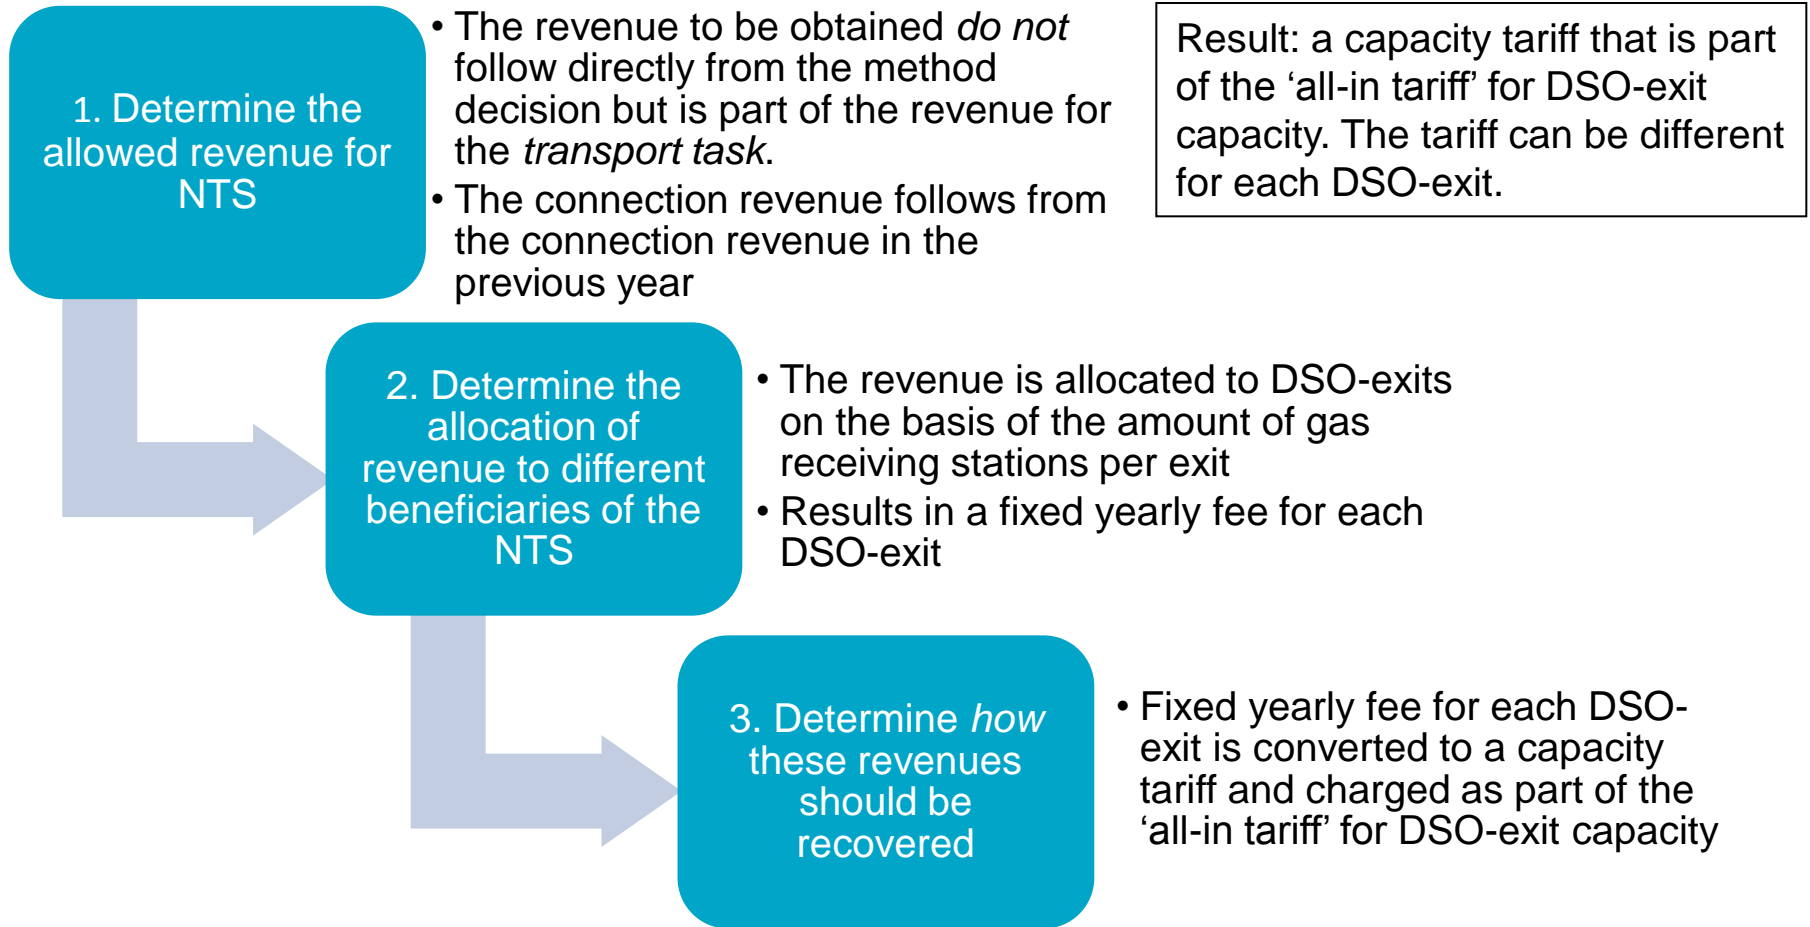 1. Determine the
allowed revenue for
NTS
• The revenue to be obtained do not
follow directly from the method
decision but is part of the revenue for
the transport task.
• The connection revenue follows from
the connection revenue in the
previous year
Result: a capacity tariff that is part
of the ‘all-in tariff’ for DSO-exit
capacity. The tariff can be different
for each DSO-exit.
2. Determine the
allocation of
revenue to different
beneficiaries of the
NTS
• The revenue is allocated to DSO-exits
on the basis of the amount of gas
receiving stations per exit
• Results in a fixed yearly fee for each
DSO-exit
3. Determine how
these revenues
should be
recovered
• Fixed yearly fee for each DSO-
exit is converted to a capacity
tariff and charged as part of the
‘all-in tariff’ for DSO-exit capacity